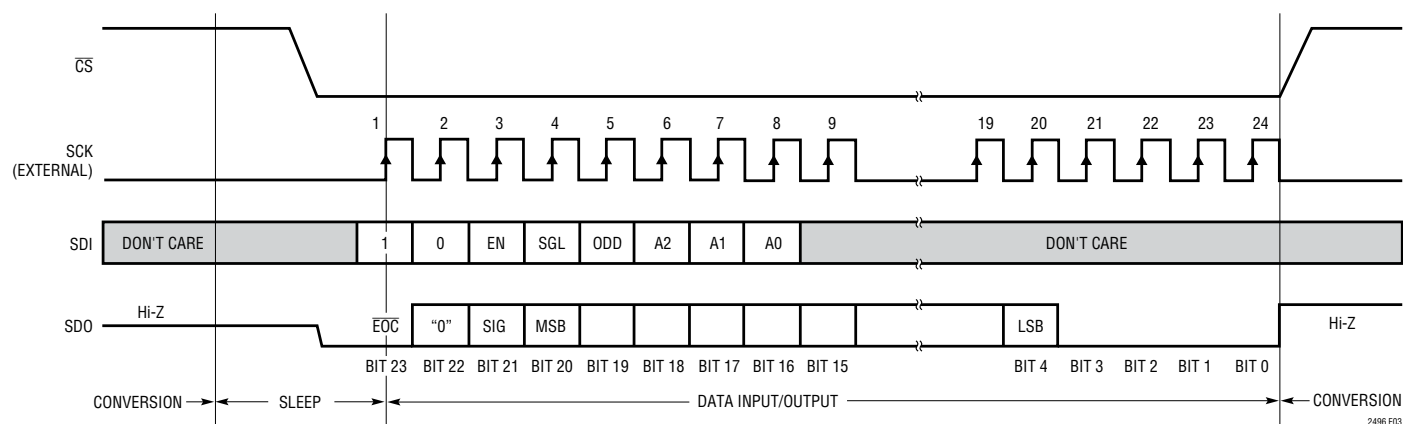 CS
1 2 3 4 5 6 7 8 9 19 20 21 22 23 24
SCK
(EXTERNAL)
SDI DON'T CARE 1 0 EN SGL ODD A2 A1 A0 DON'T CARE
Hi-Z
SDO EOC "0" SIG MSB LSB Hi-Z
BIT 23 BIT 22 BIT 21 BIT 20 BIT 19 BIT 18 BIT 17 BIT 16 BIT 15 BIT 4 BIT 3 BIT 2 BIT 1 BIT 0
CONVERSION SLEEP DATA INPUT/OUTPUT CONVERSION
2496 F03